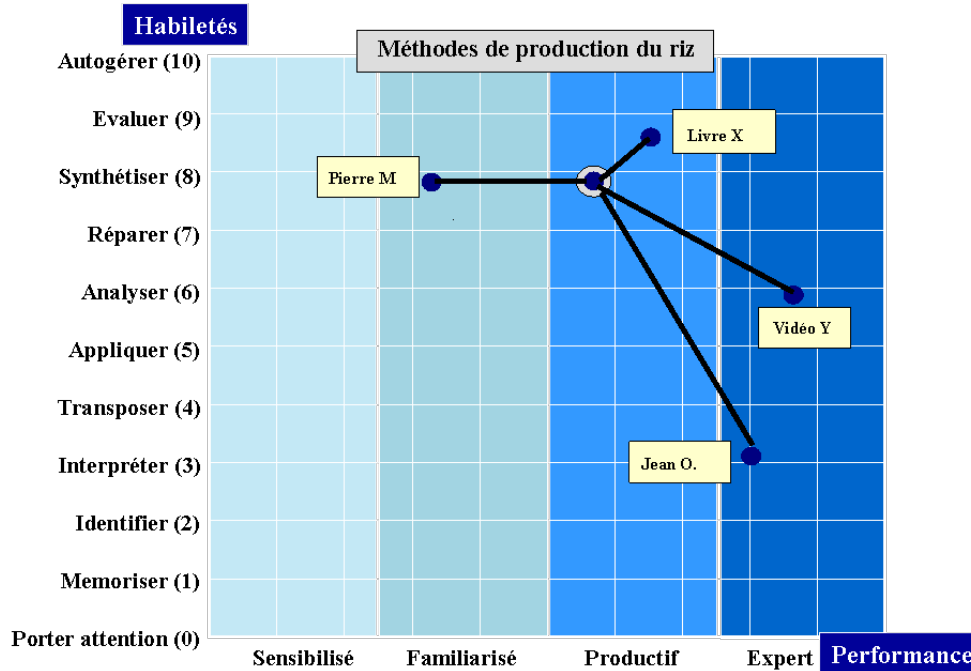 Habiletés
Méthodes de production du riz
Autogérer (10)
Evaluer (9)
Livre X
Synthétiser (8)
Pierre M
Réparer (7)
Analyser (6)
Vidéo Y
Appliquer (5)
Transposer (4)
Interpréter (3)
Jean O.
Identifier (2)
Memoriser (1)
Porter attention (0)
Sensibilisé
Familiarisé
Productif
Expert
Performance